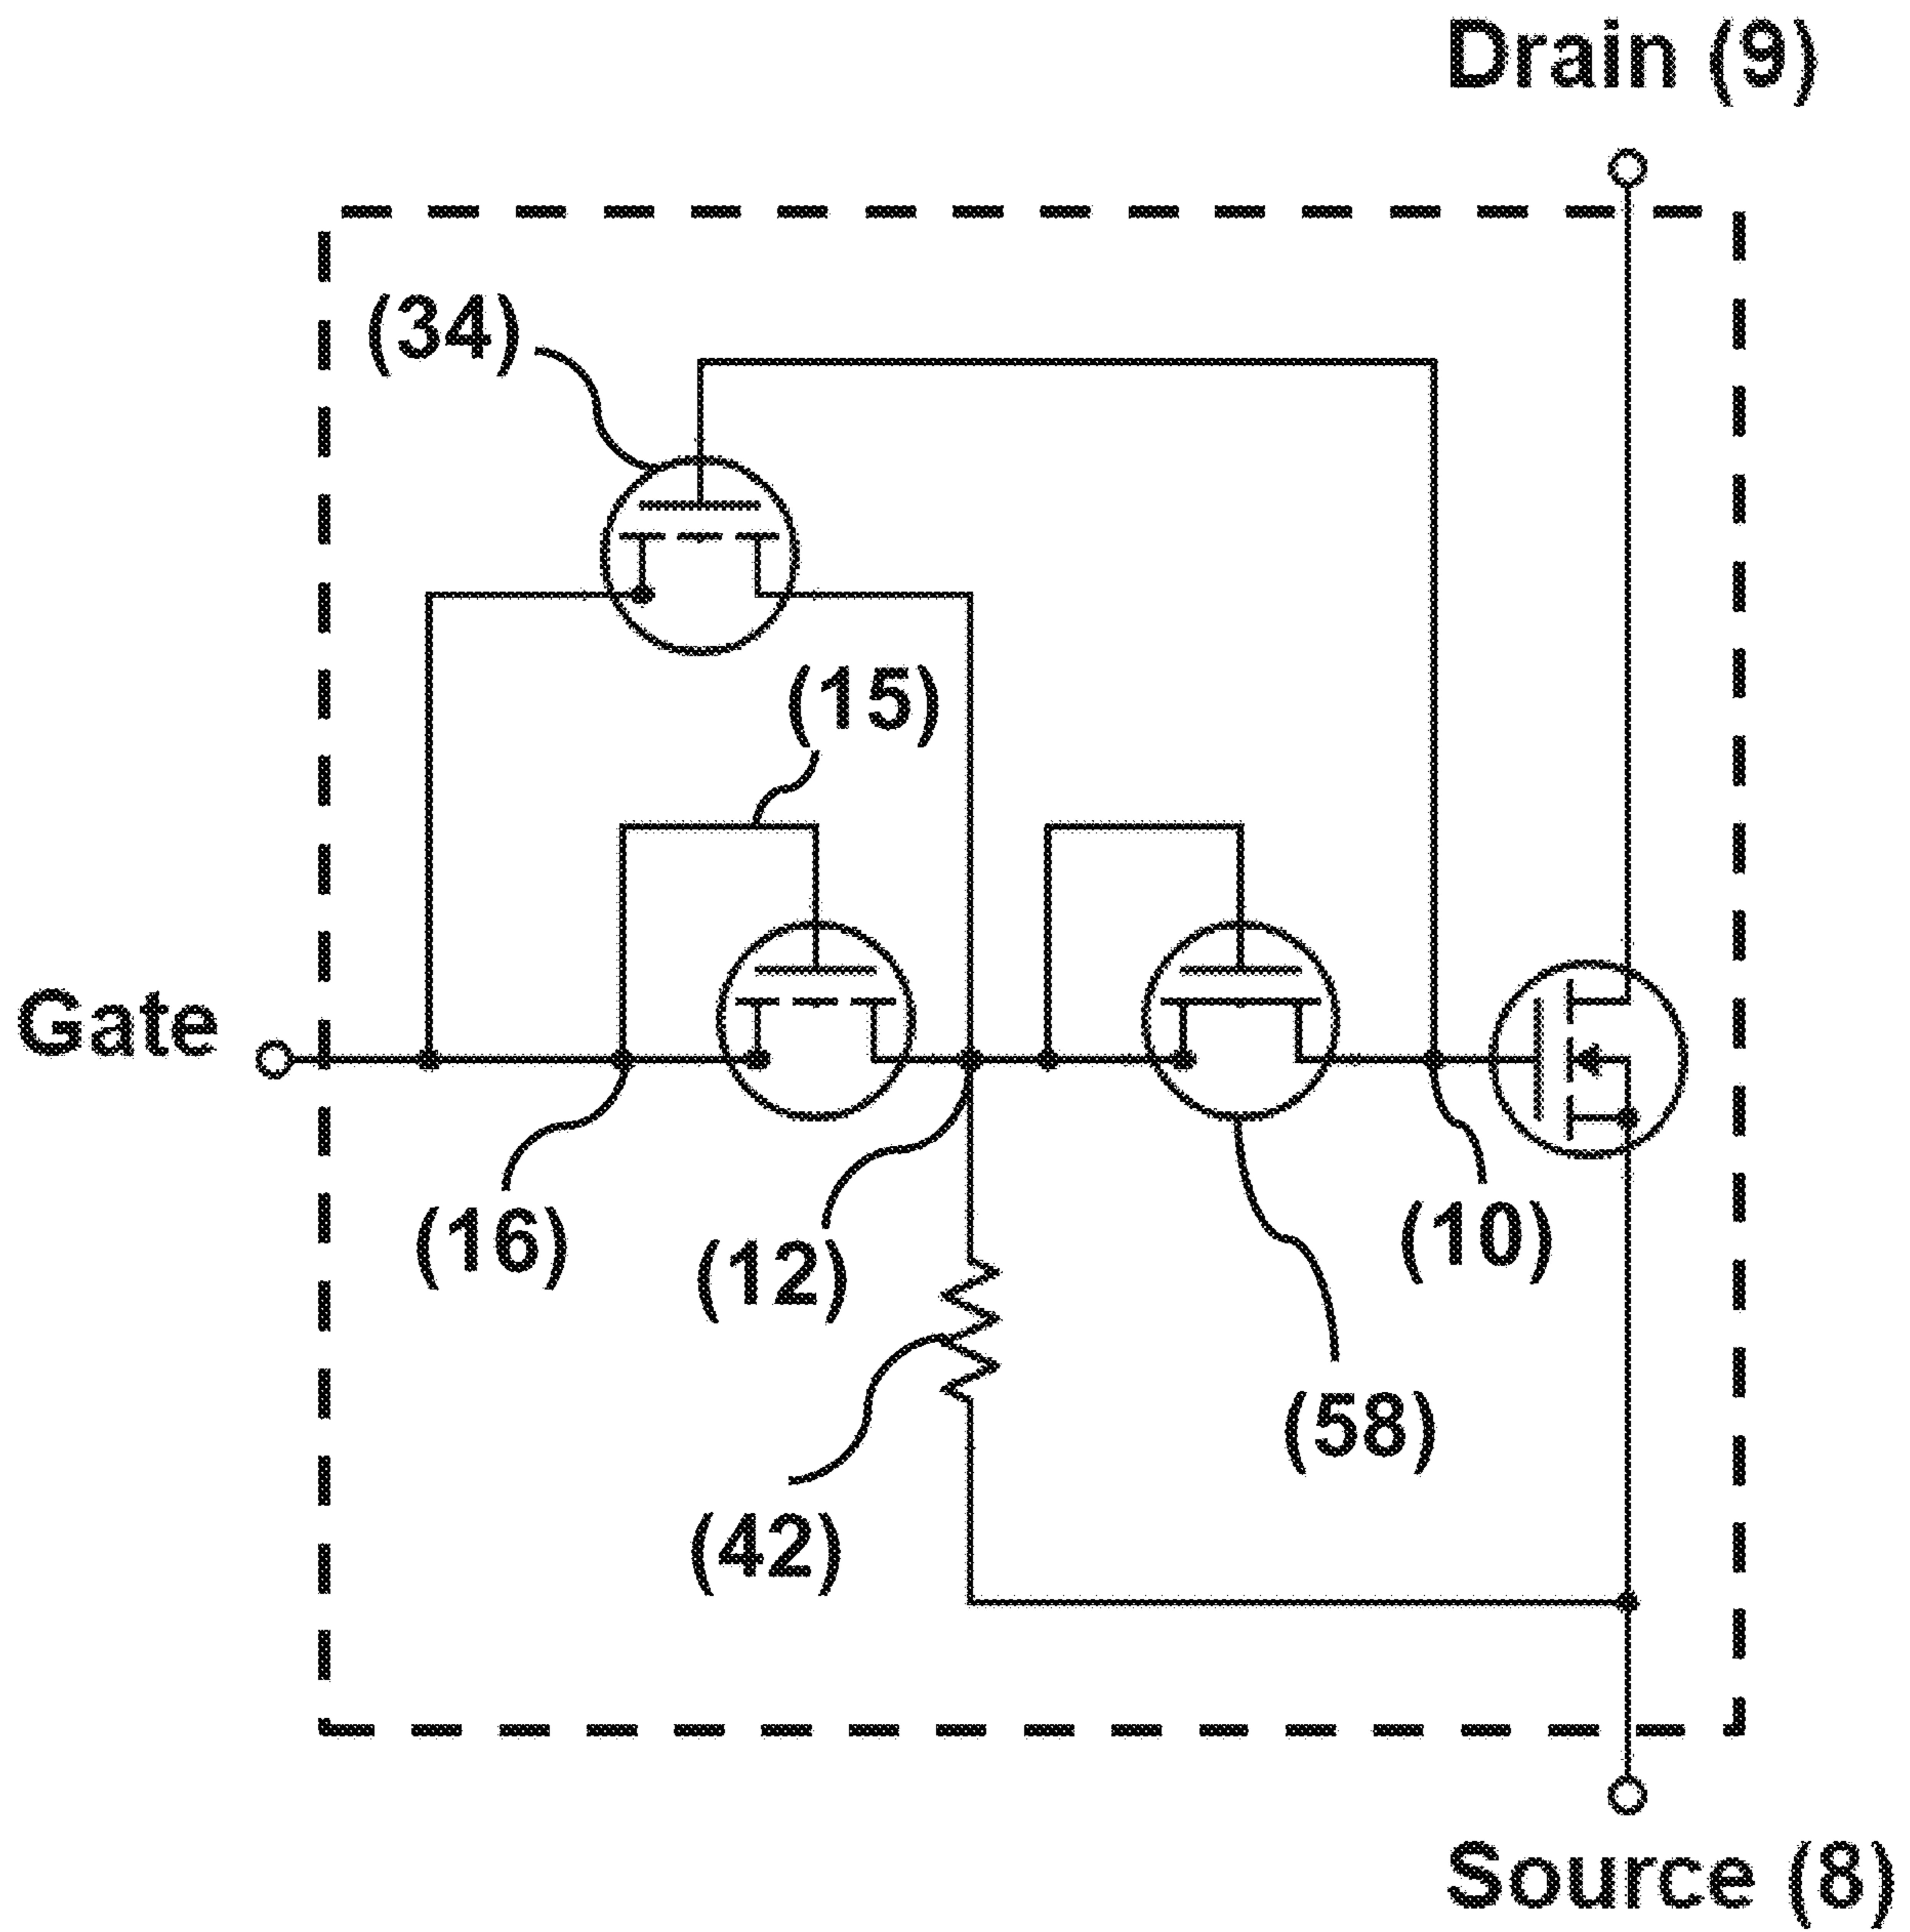 Drain (9)
(34)
(15)
Gate
(16)
(12)
(10)
(58)
(42)
Source (8)